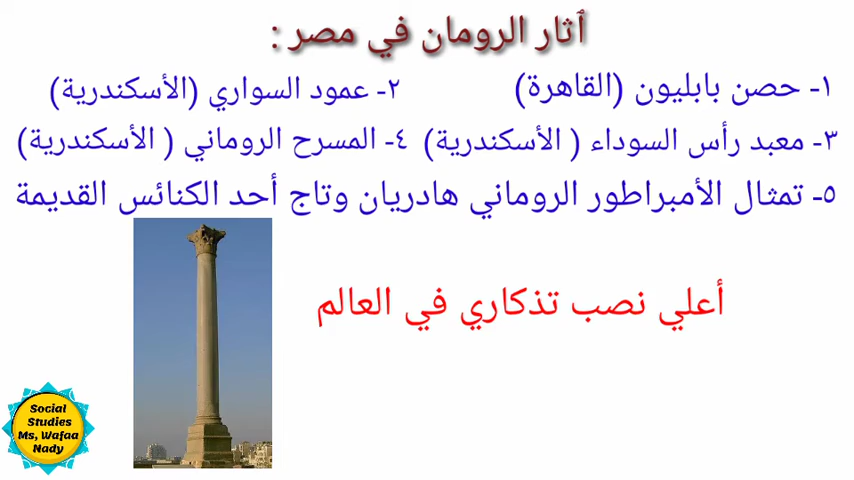 آثار الرومان في مصر :
١- حصن بابليون (القاهرة)
٢- عمود السواري (الأسكندرية)
٣- معبد رأس السوداء ( الأسكندرية)
٤- المسرح الروماني ( الأسكندرية)
٥- تمثال الأمبراطور الروماني هادريان وتاج أحد الكنائس القديمة
أعلي نصب تذكاري في العالم
Social
Studies
Ms, Wafaa
Nady